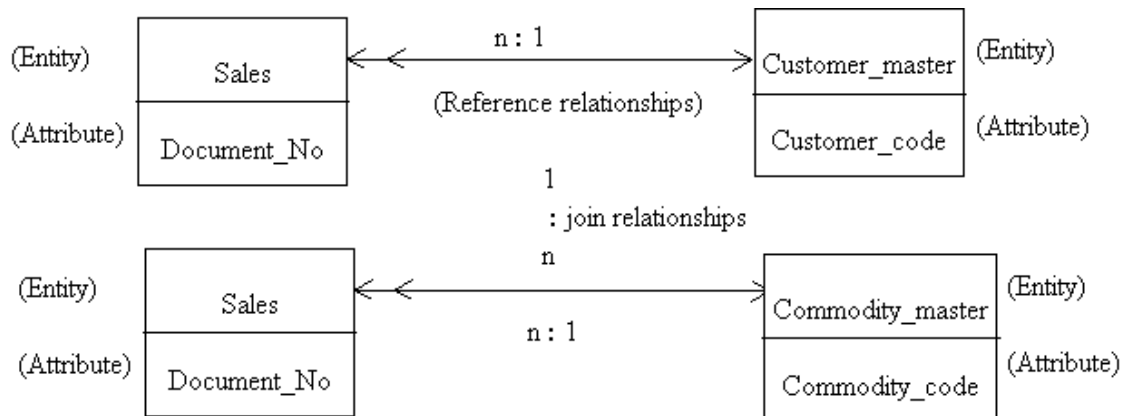 n : 1
(Entity)
Sales
Customer_master
(Entity)
(Reference relationships)
(Attribute)
Document_No
Customer_code
(Attribute)
1
: join relationships
n
(Entity)
Sales
Commodity_master
(Entity)
n : 1
(Attribute)
Document_No
Commodity_code
(Attribute)